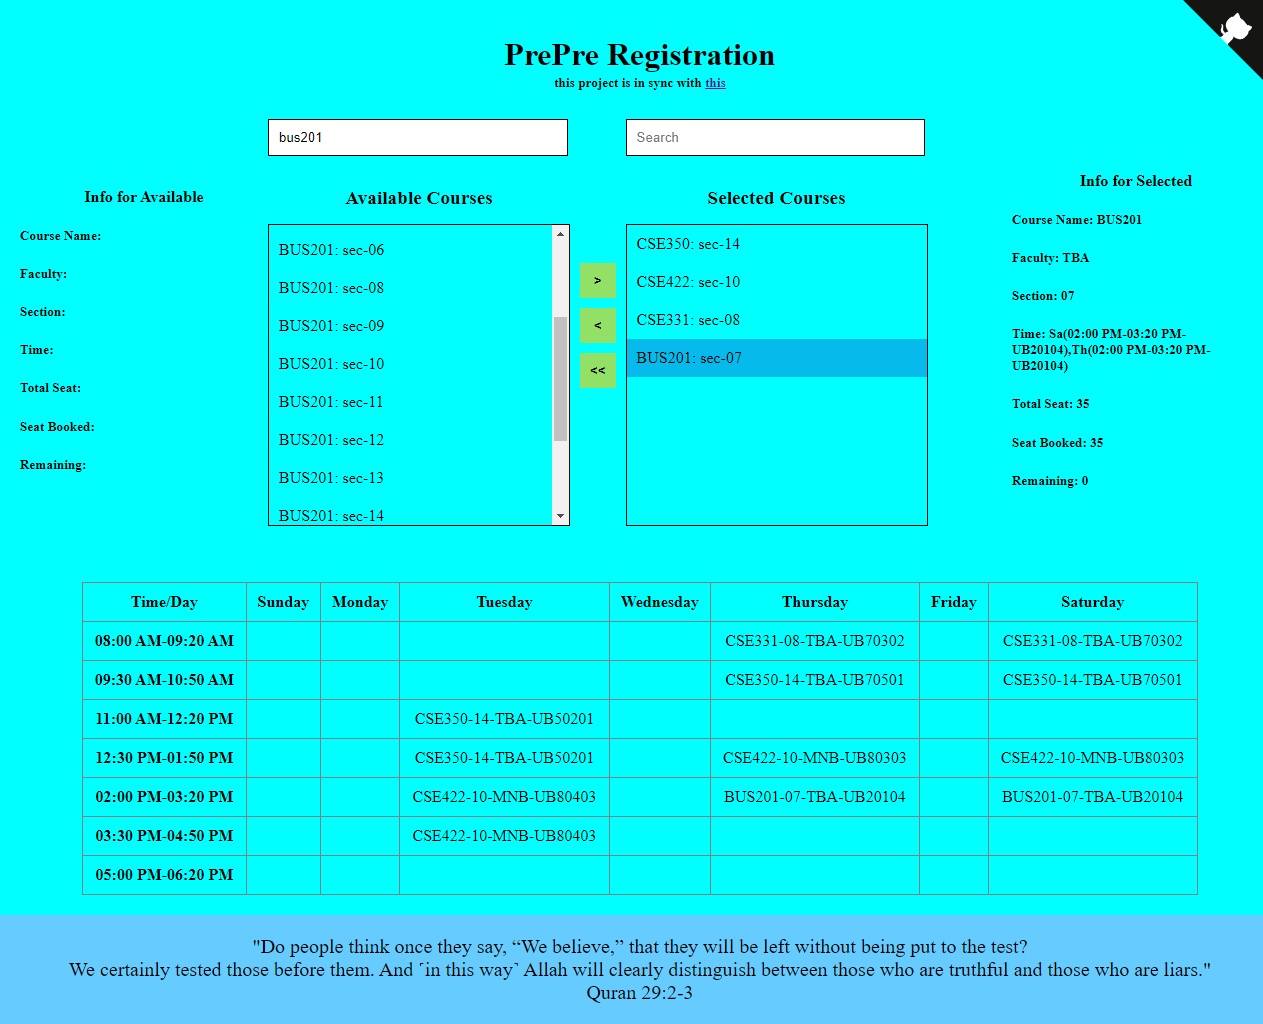 PrePre Registration
this project is in sync with this
bus201
Search
Info for Available
Course Name:
Faculty:
Section:
Time:
Total Seat:
Seat Booked:
Remaining:
Available Courses
BUS201: sec-06
BUS201: sec-08
BUS201: sec-09
BUS201: sec-10
BUS201: sec-11
BUS201: sec-12
BUS201: sec-13
BUS201: sec-14
>
<
<<
Selected Courses
CSE350: sec-14
CSE422: sec-10
CSE331: sec-08
BUS201: sec-07
Info for Selected
Course Name: BUS201
Faculty: TBA
Section: 07
Time: Sa(02:00 PM-03:20 PM-
UB20104),Th(02:00 PM-03:20 PM-
UB20104)
Total Seat: 35
Seat Booked: 35
Remaining: 0
Time/Day Sunday Monday Tuesday Wednesday Thursday Friday Saturday
08:00 AM-09:20 AM CSE331-08-TBA-UB70302 CSE331-08-TBA-UB70302
09:30 AM-10:50 AM CSE350-14-TBA-UB70501 CSE350-14-TBA-UB70501
11:00 AM-12:20 PM CSE350-14-TBA-UB50201
12:30 PM-01:50 PM CSE350-14-TBA-UB50201 CSE422-10-MNB-UB80303 CSE422-10-MNB-UB80303
02:00 PM-03:20 PM CSE422-10-MNB-UB80403 BUS201-07-TBA-UB20104 BUS201-07-TBA-UB20104
03:30 PM-04:50 PM CSE422-10-MNB-UB80403
05:00 PM-06:20 PM
"Do people think once they say, “We believe,” that they will be left without being put to the test?
We certainly tested those before them. And ˹in this way˺ Allah will clearly distinguish between those who are truthful and those who are liars."
Quran 29:2-3